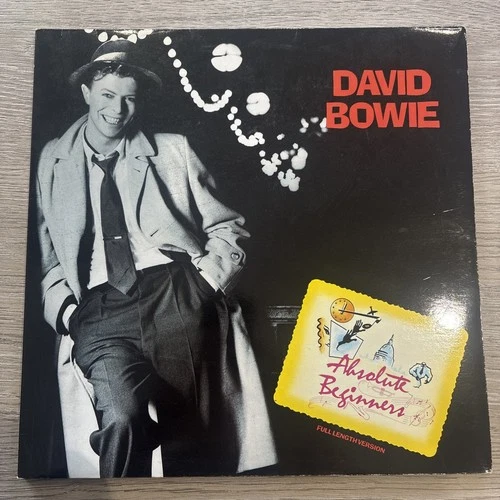 DAVID
BOWIE
Absolute
Beginners
FULL LENGTH VERSION